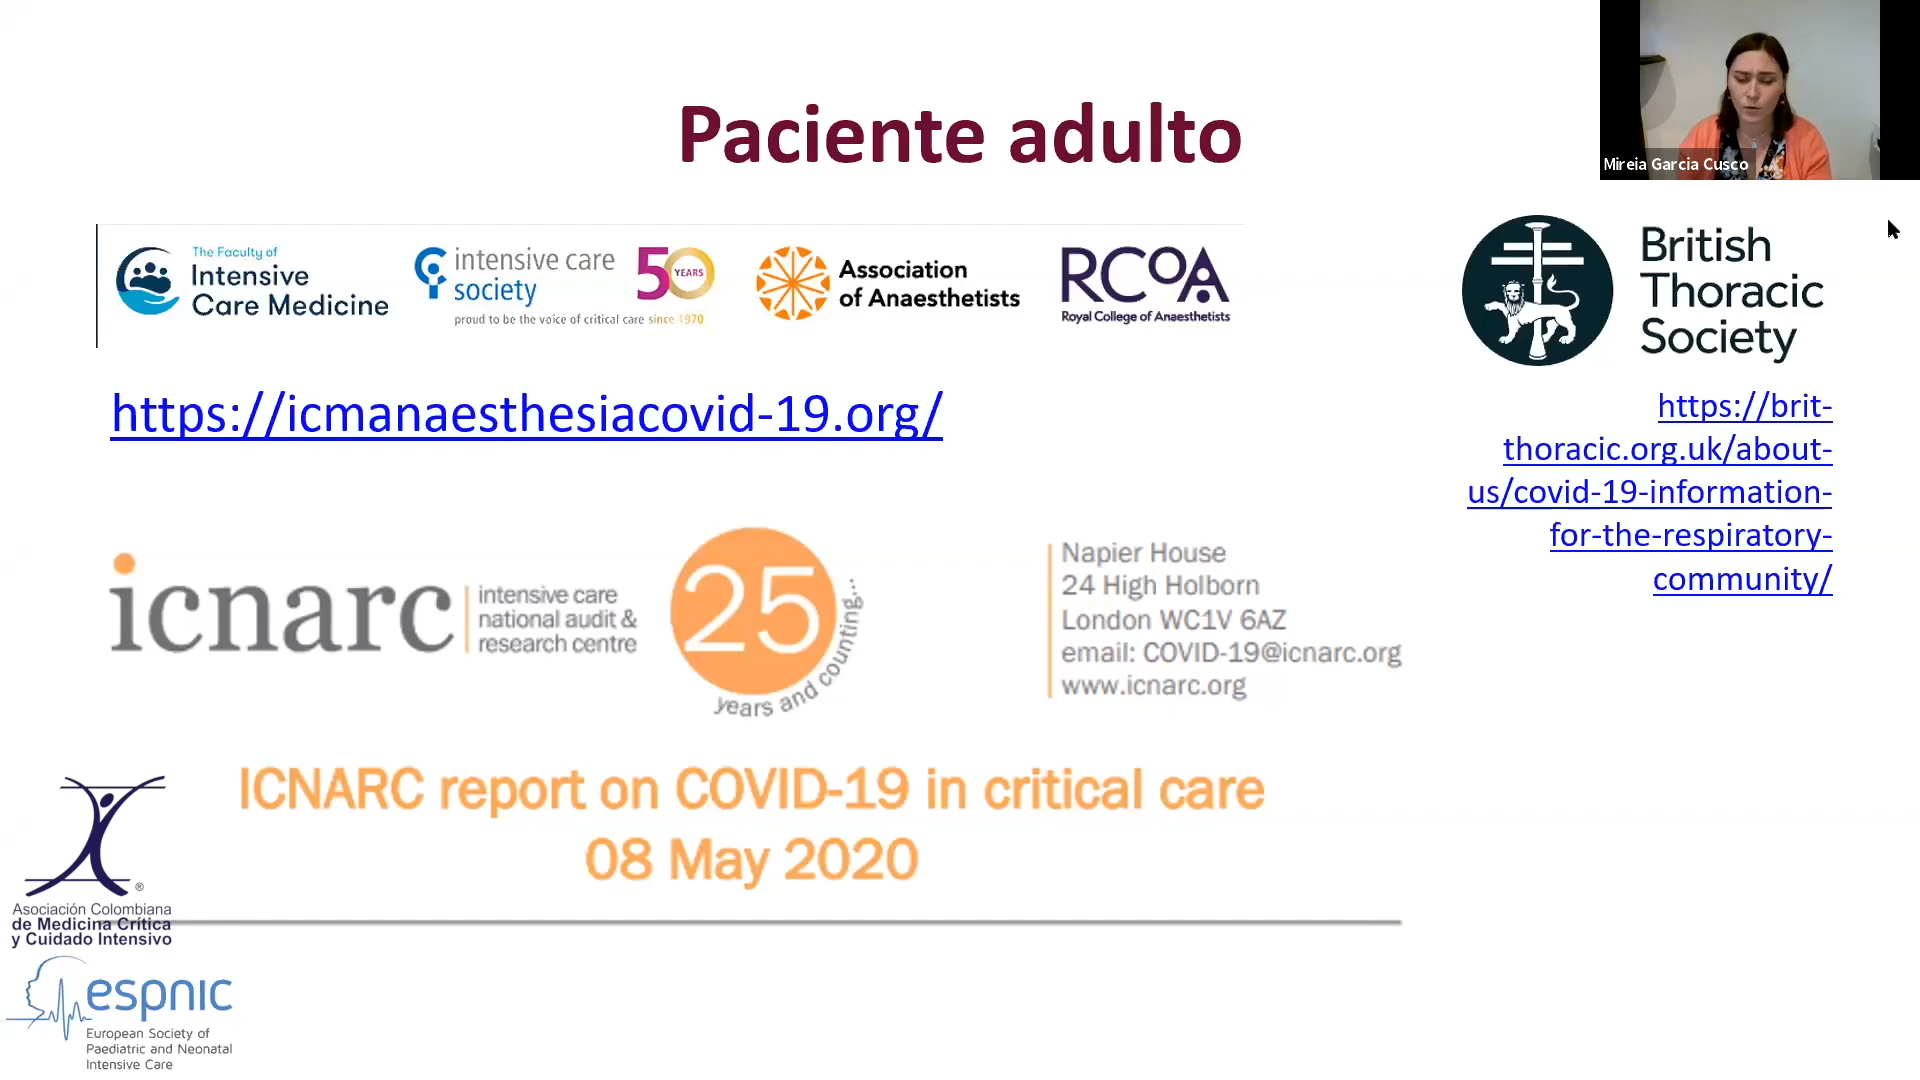 Paciente adulto
Mireia Garcia Cusco
The Faculty of
Intensive
Care Medicine
intensive care
society
50 YEARS
proud to be the voice of critical care since 1970
Association
of Anaesthetists
RCOA
Royal College of Anaesthetists
British
Thoracic
Society
https://icmanaesthesiacovid-19.org/
https://brit-
thoracic.org.uk/about-
us/covid-19-information-
for-the-respiratory-
community/
icnarc
intensive care
national audit &
research centre
25
years and counting...
Napier House
24 High Holborn
London WC1V 6AZ
email: COVID-19@icnarc.org
www.icnarc.org
ICNARC report on COVID-19 in critical care
08 May 2020
®
Asociación Colombiana
de Medicina Crítica
y Cuidado Intensivo
espnic
European Society of
Paediatric and Neonatal
Intensive Care